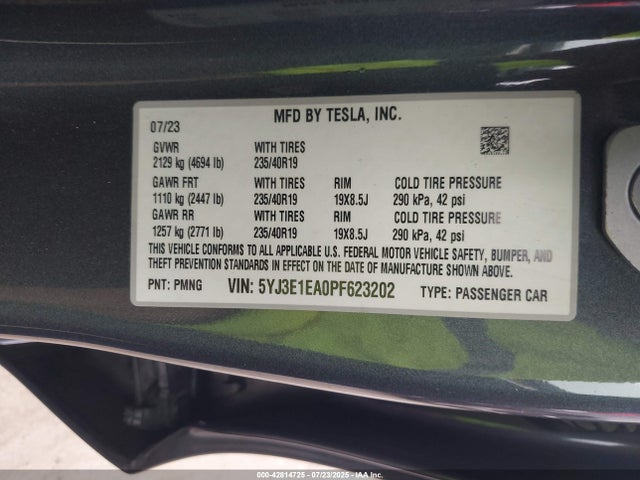 MFD BY TESLA, INC.
07/23
GVWR WITH TIRES
2129 kg (4694 lb) 235/40R19
GAWR FRT WITH TIRES RIM COLD TIRE PRESSURE
1110 kg (2447 lb) 235/40R19 19X8.5J 290 kPa, 42 psi
GAWR RR WITH TIRES RIM COLD TIRE PRESSURE
1257 kg (2771 lb) 235/40R19 19X8.5J 290 kPa, 42 psi
THIS VEHICLE CONFORMS TO ALL APPLICABLE U.S. FEDERAL MOTOR VEHICLE SAFETY, BUMPER, AND
THEFT PREVENTION STANDARDS IN EFFECT ON THE DATE OF MANUFACTURE SHOWN ABOVE.
PNT: PMNG VIN: 5YJ3E1EA0PF623202 TYPE: PASSENGER CAR
000-42814725 - 07/23/2025 - IAAI.COM